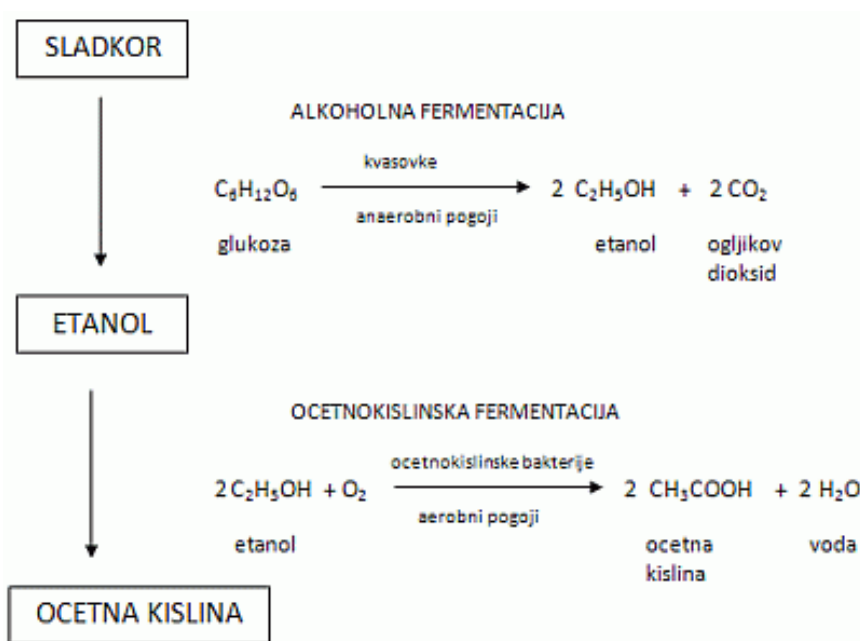 SLADKOR
ALKOHOLNA FERMENTACIJA
kvasovke
C₆H₁₂O₆ 2 C₂H₅OH + 2 CO₂
anaerobni pogoji
glukoza etanol ogljikov
dioksid
ETANOL
OCETNOKISLINSKA FERMENTACIJA
ocetnokislinske bakterije
2 C₂H₅OH + O₂ 2 CH₃COOH + 2 H₂O
aerobni pogoji
etanol ocetna voda
kislina
OCETNA KISLINA